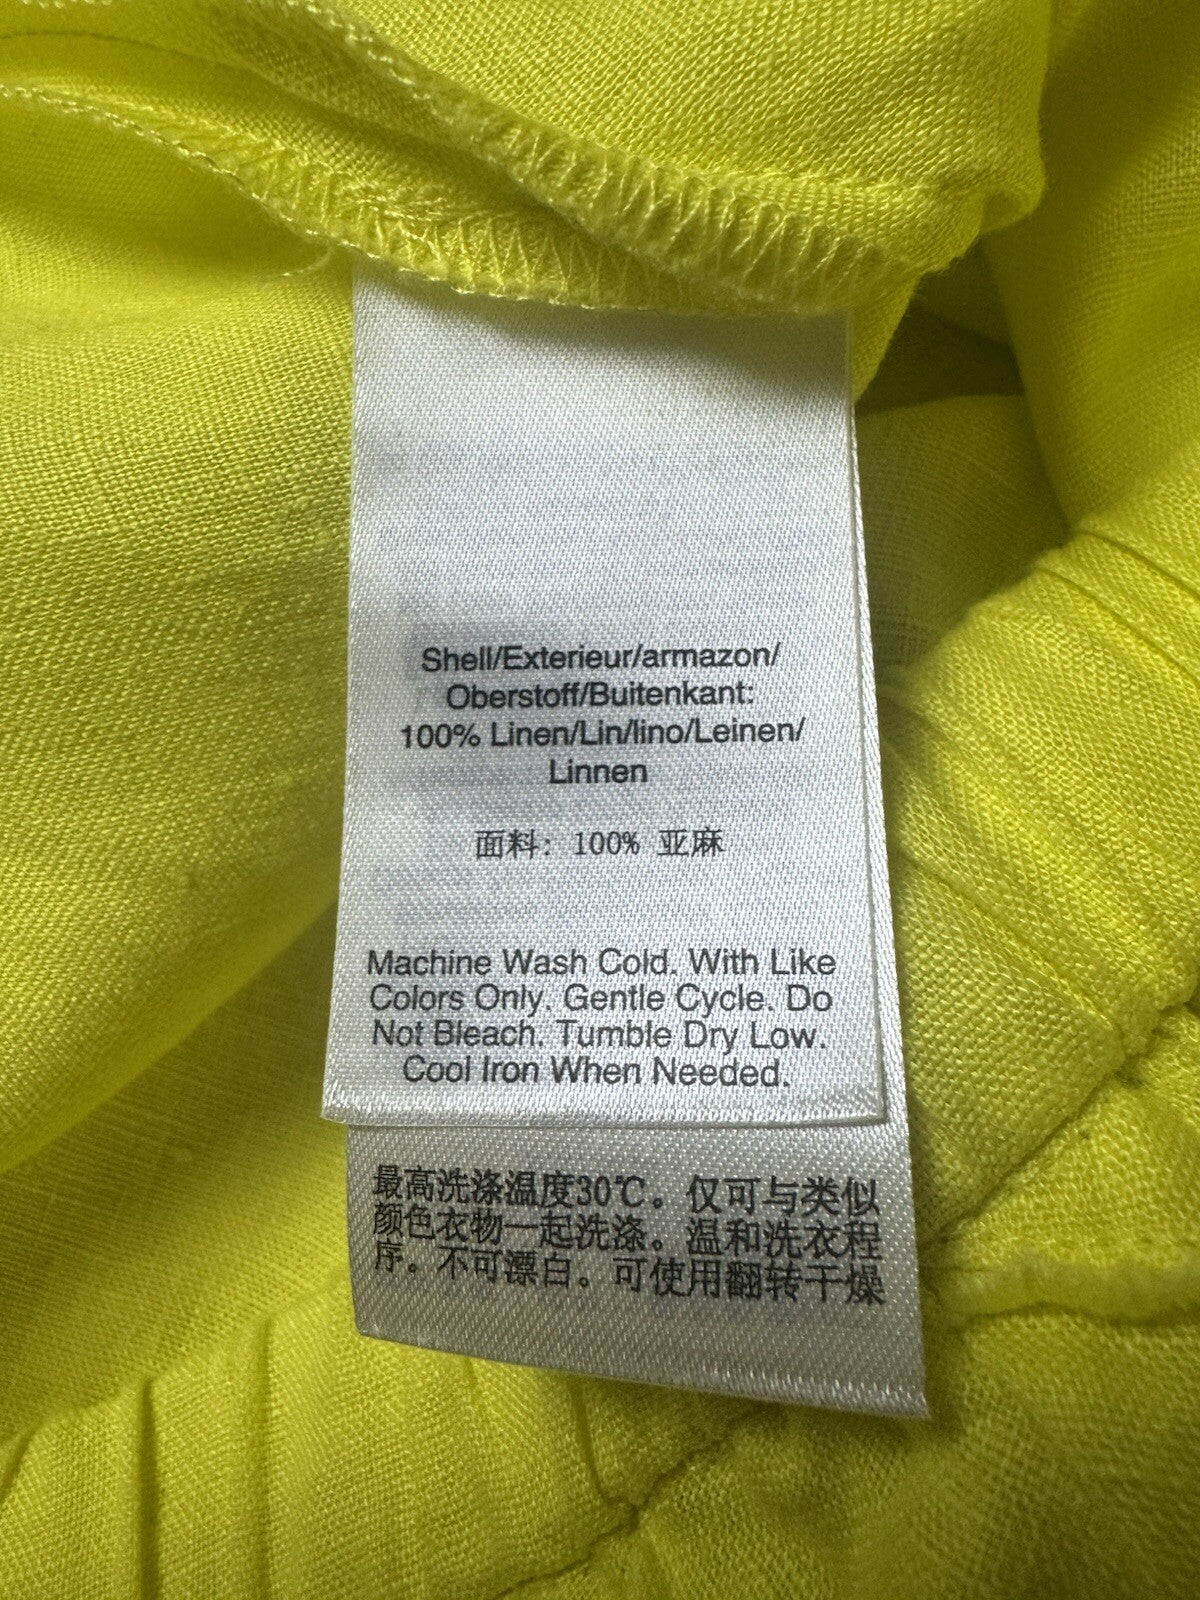 Shell/Exterieur/armazon/
Oberstoff/Buitenkant:
100% Linen/Lin/lino/Leinen/
Linnen
面料: 100% 亚麻
Machine Wash Cold. With Like
Colors Only. Gentle Cycle. Do
Not Bleach. Tumble Dry Low.
Cool Iron When Needed.
最高洗涤温度30℃。仅可与类似
颜色衣物一起洗涤。温和洗衣程
序。不可漂白。可使用翻转干燥